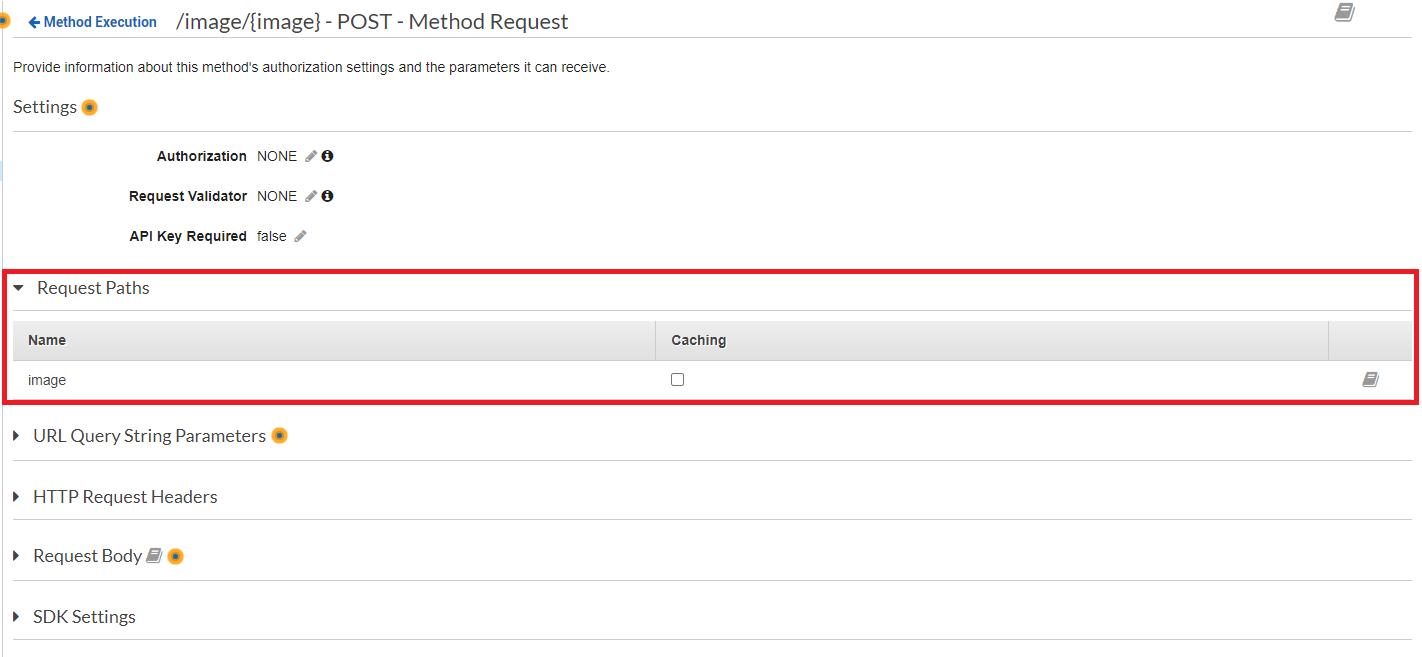 Method Execution /image/{image} - POST - Method Request
Provide information about this method's authorization settings and the parameters it can receive.
Settings
Authorization NONE
Request Validator NONE
API Key Required false
Request Paths
Name Caching
image
URL Query String Parameters
HTTP Request Headers
Request Body
SDK Settings